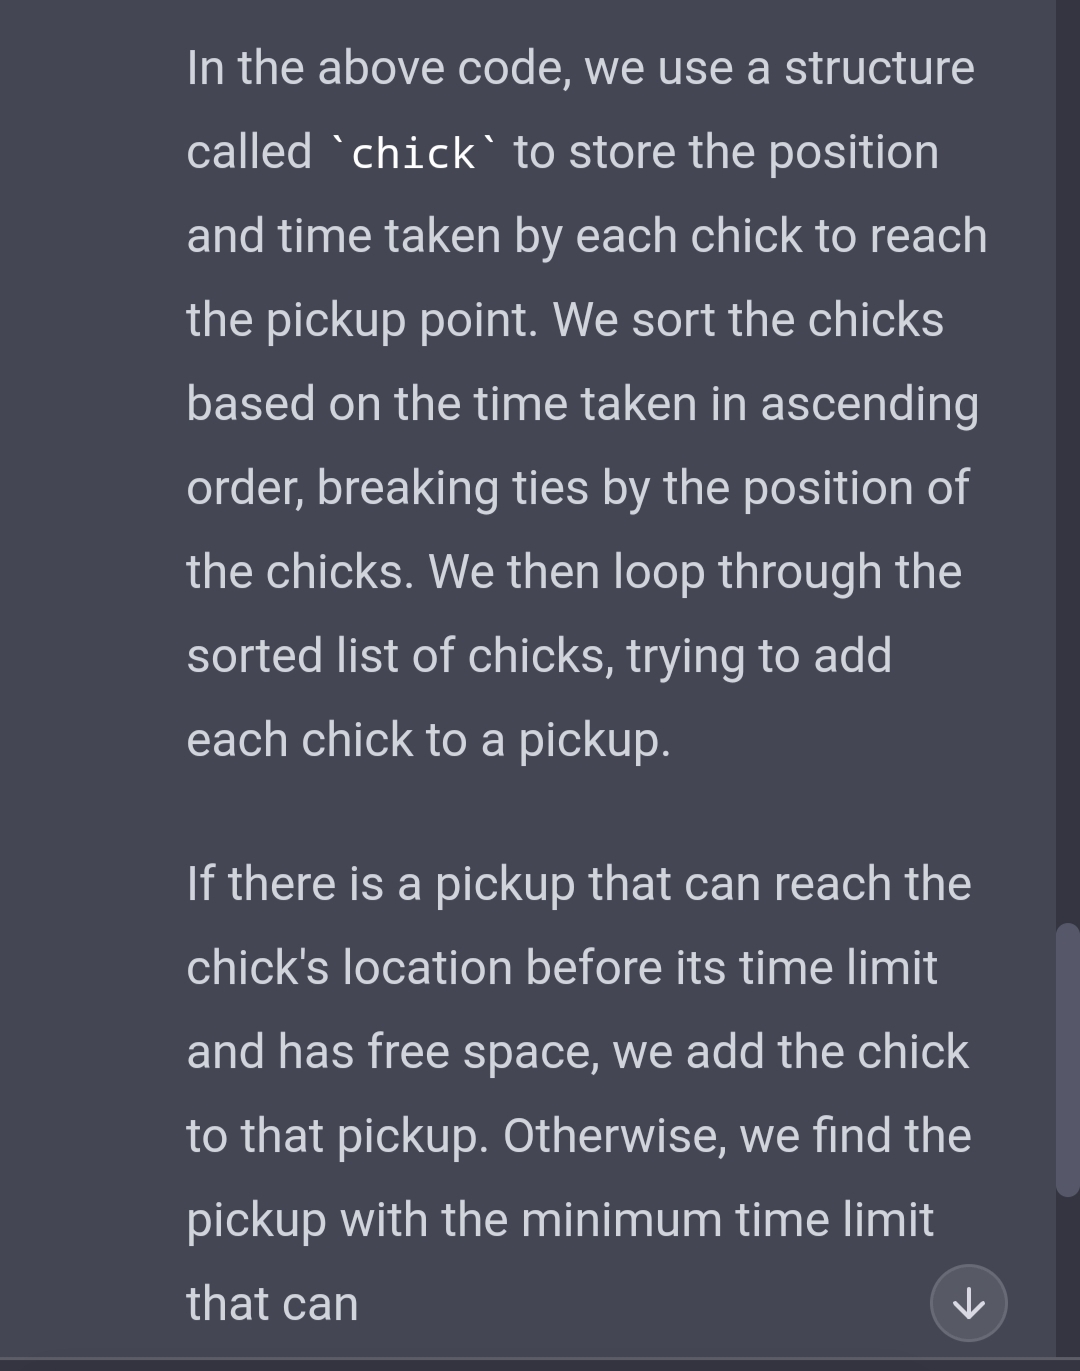 In the above code, we use a structure
called `chick` to store the position
and time taken by each chick to reach
the pickup point. We sort the chicks
based on the time taken in ascending
order, breaking ties by the position of
the chicks. We then loop through the
sorted list of chicks, trying to add
each chick to a pickup.
If there is a pickup that can reach the
chick's location before its time limit
and has free space, we add the chick
to that pickup. Otherwise, we find the
pickup with the minimum time limit
that can